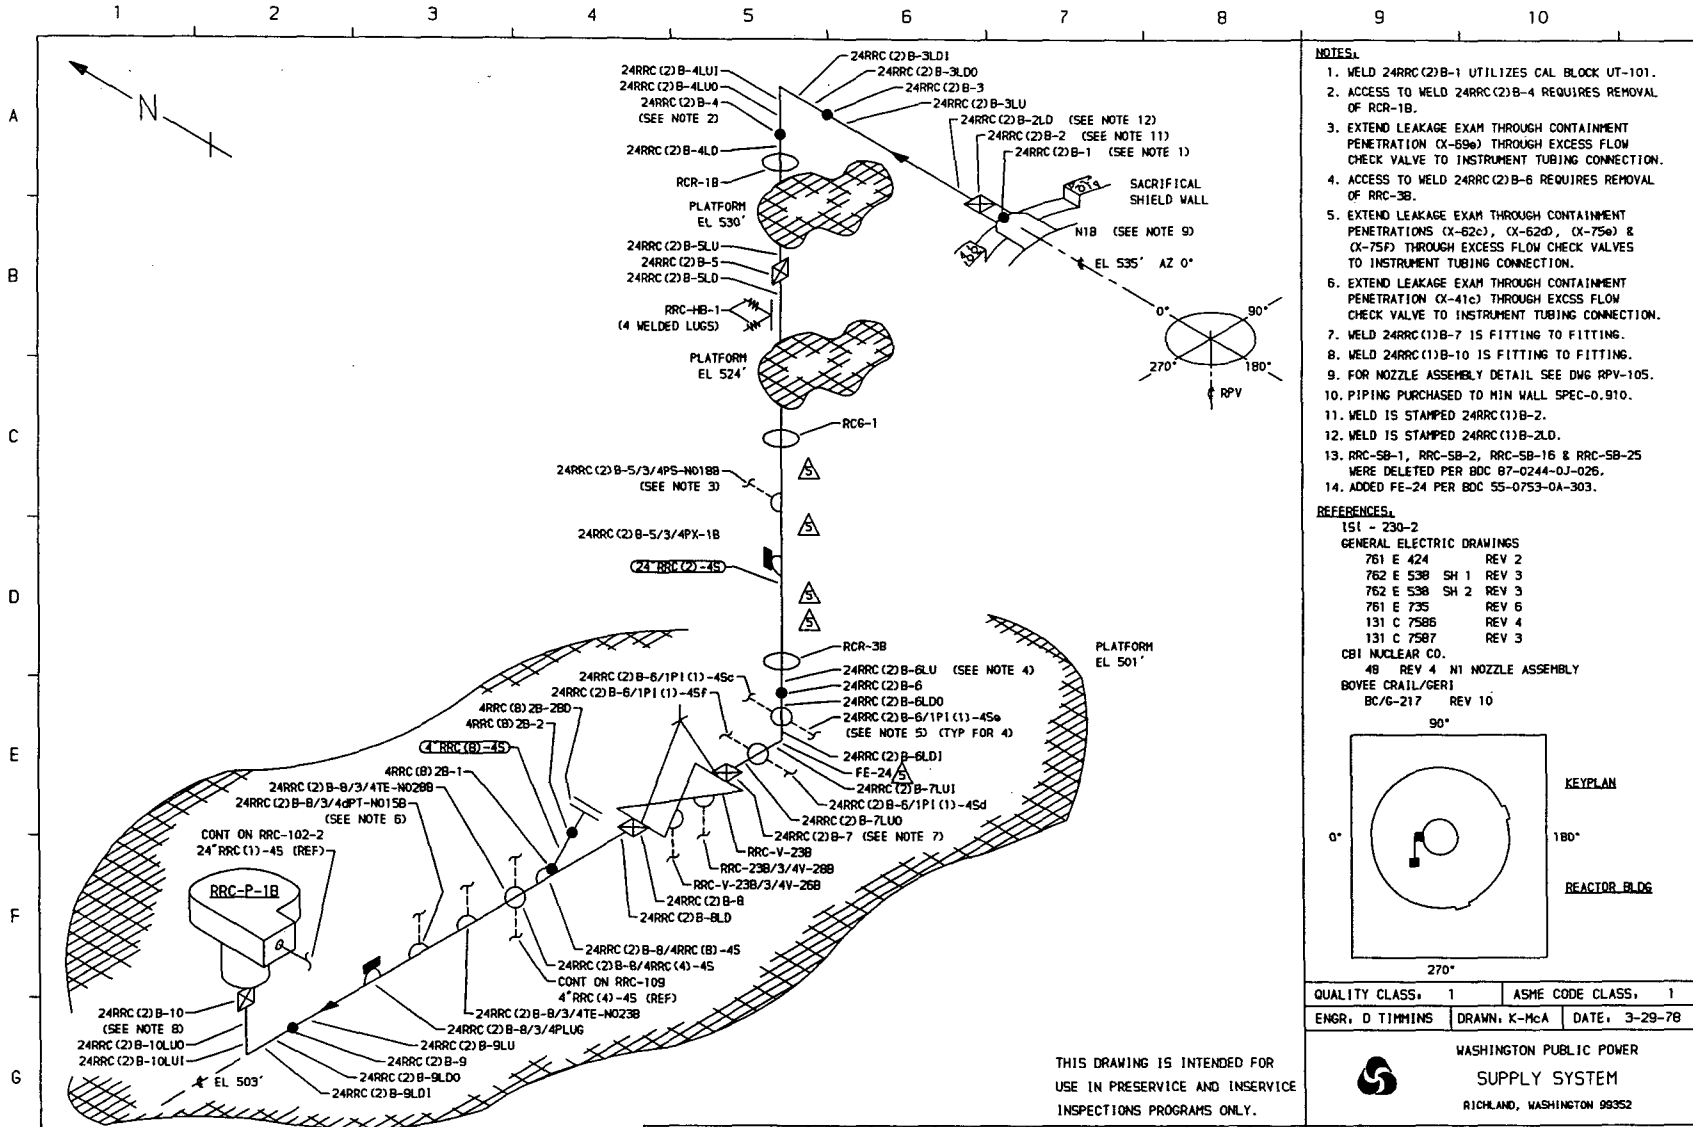 1 2 3 4 5 6 7 8 9 10
A
B
C
D
E
F
G
N
24RRC(2)B-3LDI
24RRC(2)B-3LDO
24RRC(2)B-3
24RRC(2)B-3LU
24RRC(2)B-4LUI
24RRC(2)B-4LUO
24RRC(2)B-4
(SEE NOTE 2)
24RRC(2)B-4LD
RCR-1B
24RRC(2)B-2LD (SEE NOTE 12)
24RRC(2)B-2 (SEE NOTE 11)
24RRC(2)B-1 (SEE NOTE 1)
SACRIFICAL
SHIELD WALL
N1B (SEE NOTE 9)
EL 535' AZ 0°
PLATFORM
EL 530'
24RRC(2)B-5LU
24RRC(2)B-5
24RRC(2)B-5LD
RRC-HB-1
(4 WELDED LUGS)
PLATFORM
EL 524'
0°
90°
270°
180°
RPV
RCG-1
24RRC(2)B-5/3/4PS-N018B
(SEE NOTE 3)
5
5
24RRC(2)B-5/3/4PX-1B
24"RRC(2)-4S
5
5
RCR-3B
PLATFORM
EL 501'
24RRC(2)B-6LU (SEE NOTE 4)
24RRC(2)B-6
24RRC(2)B-6LDO
24RRC(2)B-6/1PI(1)-4Se
(SEE NOTE 5) (TYP FOR 4)
24RRC(2)B-6LDI
FE-24
5
24RRC(2)B-7LUI
24RRC(2)B-6/1PI(1)-4Sd
24RRC(2)B-7LUO
24RRC(2)B-7 (SEE NOTE 7)
24RRC(2)B-6/1PI(1)-4Sc
24RRC(2)B-6/1PI(1)-4Sf
4RRC(8)2B-2BD
4RRC(8)2B-2
4"RRC(8)-4S
4RRC(8)2B-1
24RRC(2)B-8/3/4TE-N028B
24RRC(2)B-8/3/4dPT-N015B
(SEE NOTE 6)
CONT ON RRC-102-2
24"RRC(1)-4S (REF)
RRC-P-1B
RRC-V-23B
RRC-23B/3/4V-28B
RRC-V-23B/3/4V-26B
24RRC(2)B-8
24RRC(2)B-8LD
24RRC(2)B-8/4RRC(8)-4S
24RRC(2)B-8/4RRC(4)-4S
CONT ON RRC-109
4"RRC(4)-4S (REF)
24RRC(2)B-8/3/4TE-N023B
24RRC(2)B-8/3/4PLUG
24RRC(2)B-9LU
24RRC(2)B-9
24RRC(2)B-9LDO
24RRC(2)B-9LDI
24RRC(2)B-10
(SEE NOTE 8)
24RRC(2)B-10LUO
24RRC(2)B-10LUI
EL 503'
THIS DRAWING IS INTENDED FOR
USE IN PRESERVICE AND INSERVICE
INSPECTIONS PROGRAMS ONLY.
NOTES:
1. WELD 24RRC(2)B-1 UTILIZES CAL BLOCK UT-101.
2. ACCESS TO WELD 24RRC(2)B-4 REQUIRES REMOVAL
OF RCR-1B.
3. EXTEND LEAKAGE EXAM THROUGH CONTAINMENT
PENETRATION (X-69e) THROUGH EXCESS FLOW
CHECK VALVE TO INSTRUMENT TUBING CONNECTION.
4. ACCESS TO WELD 24RRC(2)B-6 REQUIRES REMOVAL
OF RRC-3B.
5. EXTEND LEAKAGE EXAM THROUGH CONTAINMENT
PENETRATIONS (X-62c), (X-62d), (X-75e) &
(X-75f) THROUGH EXCESS FLOW CHECK VALVES
TO INSTRUMENT TUBING CONNECTION.
6. EXTEND LEAKAGE EXAM THROUGH CONTAINMENT
PENETRATION (X-41c) THROUGH EXCSS FLOW
CHECK VALVE TO INSTRUMENT TUBING CONNECTION.
7. WELD 24RRC(1)B-7 IS FITTING TO FITTING.
8. WELD 24RRC(1)B-10 IS FITTING TO FITTING.
9. FOR NOZZLE ASSEMBLY DETAIL SEE DWG RPV-105.
10. PIPING PURCHASED TO MIN WALL SPEC-0.910.
11. WELD IS STAMPED 24RRC(1)B-2.
12. WELD IS STAMPED 24RRC(1)B-2LD.
13. RRC-SB-1, RRC-SB-2, RRC-SB-16 & RRC-SB-25
WERE DELETED PER BDC 87-0244-0J-026.
14. ADDED FE-24 PER BDC 55-0753-0A-303.
REFERENCES:
ISI - 230-2
GENERAL ELECTRIC DRAWINGS
761 E 424 REV 2
762 E 538 SH 1 REV 3
762 E 538 SH 2 REV 3
761 E 735 REV 6
131 C 7586 REV 4
131 C 7587 REV 3
CBI NUCLEAR CO.
48 REV 4 N1 NOZZLE ASSEMBLY
BOVEE CRAIL/GERI
BC/G-217 REV 10
90°
KEYPLAN
0°
180°
REACTOR BLDG
270°
QUALITY CLASS: 1 ASME CODE CLASS: 1
ENGR: D TIMMINS DRAWN: K-McA DATE: 3-29-78
WASHINGTON PUBLIC POWER
SUPPLY SYSTEM
RICHLAND, WASHINGTON 99352